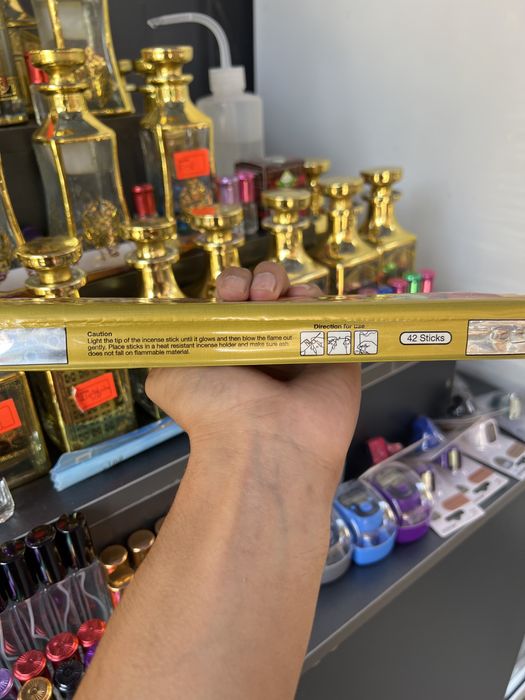 Caution
Light the tip of the incense stick until it glows and then blow the flame out
gently. Place sticks in a heat resistant incense holder and make sure ash
does not fall on flammable material.
Direction for use
42 Sticks